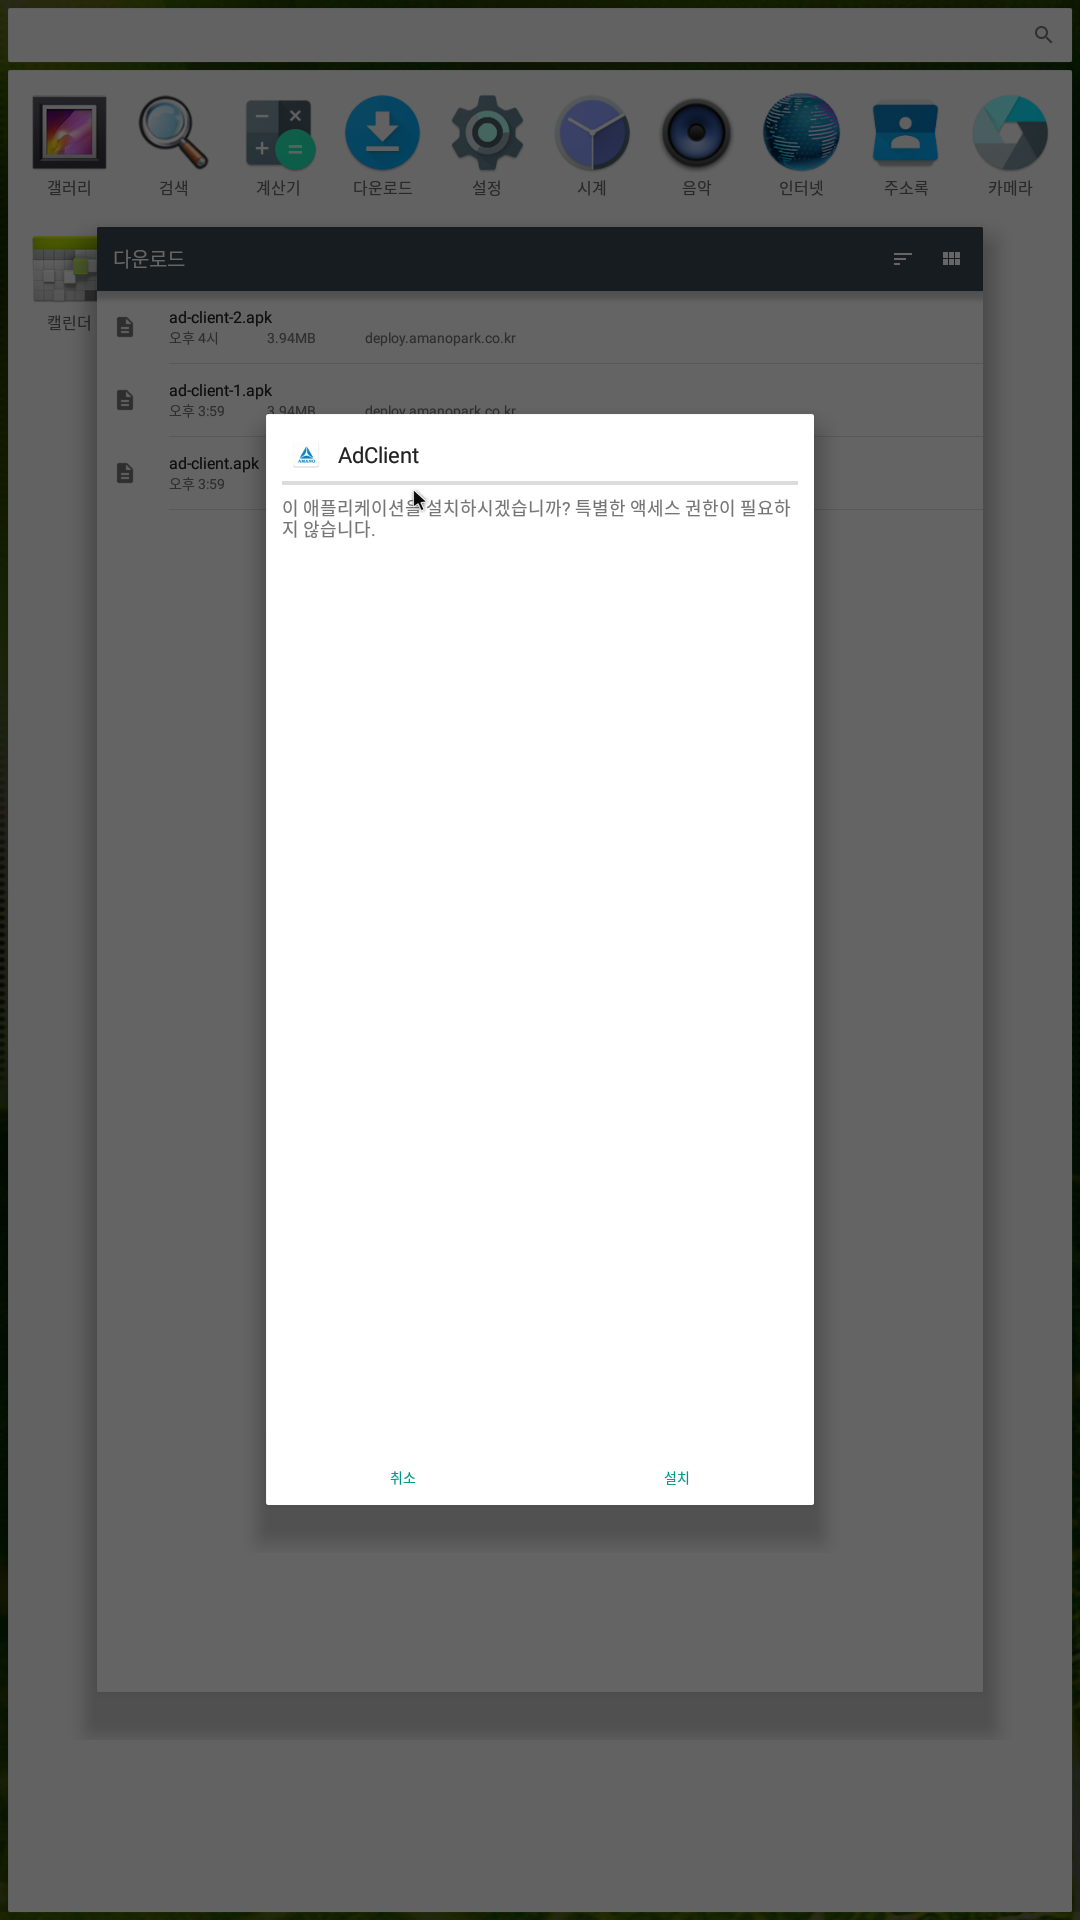 갤러리
검색
계산기
다운로드
설정
시계
음악
인터넷
주소록
카메라
캘린더
다운로드
ad-client-2.apk
오후 4시 3.94MB deploy.amanopark.co.kr
ad-client-1.apk
오후 3:59 3.94MB deploy.amanopark.co.kr
ad-client.apk
오후 3:59
AMANO
AdClient
이 애플리케이션을 설치하시겠습니까? 특별한 액세스 권한이 필요하
지 않습니다.
취소
설치